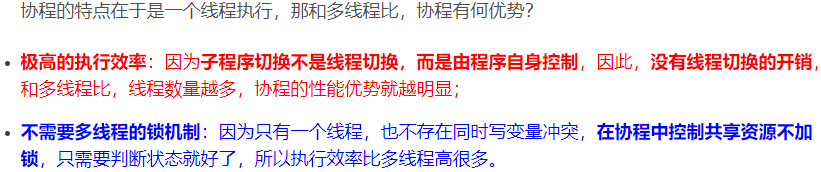 协程的特点在于是一个线程执行，那和多线程比，协程有何优势？
极高的执行效率：因为子程序切换不是线程切换，而是由程序自身控制，因此，没有线程切换的开销，
和多线程比，线程数量越多，协程的性能优势就越明显；
不需要多线程的锁机制：因为只有一个线程，也不存在同时写变量冲突，在协程中控制共享资源不加
锁，只需要判断状态就好了，所以执行效率比多线程高很多。